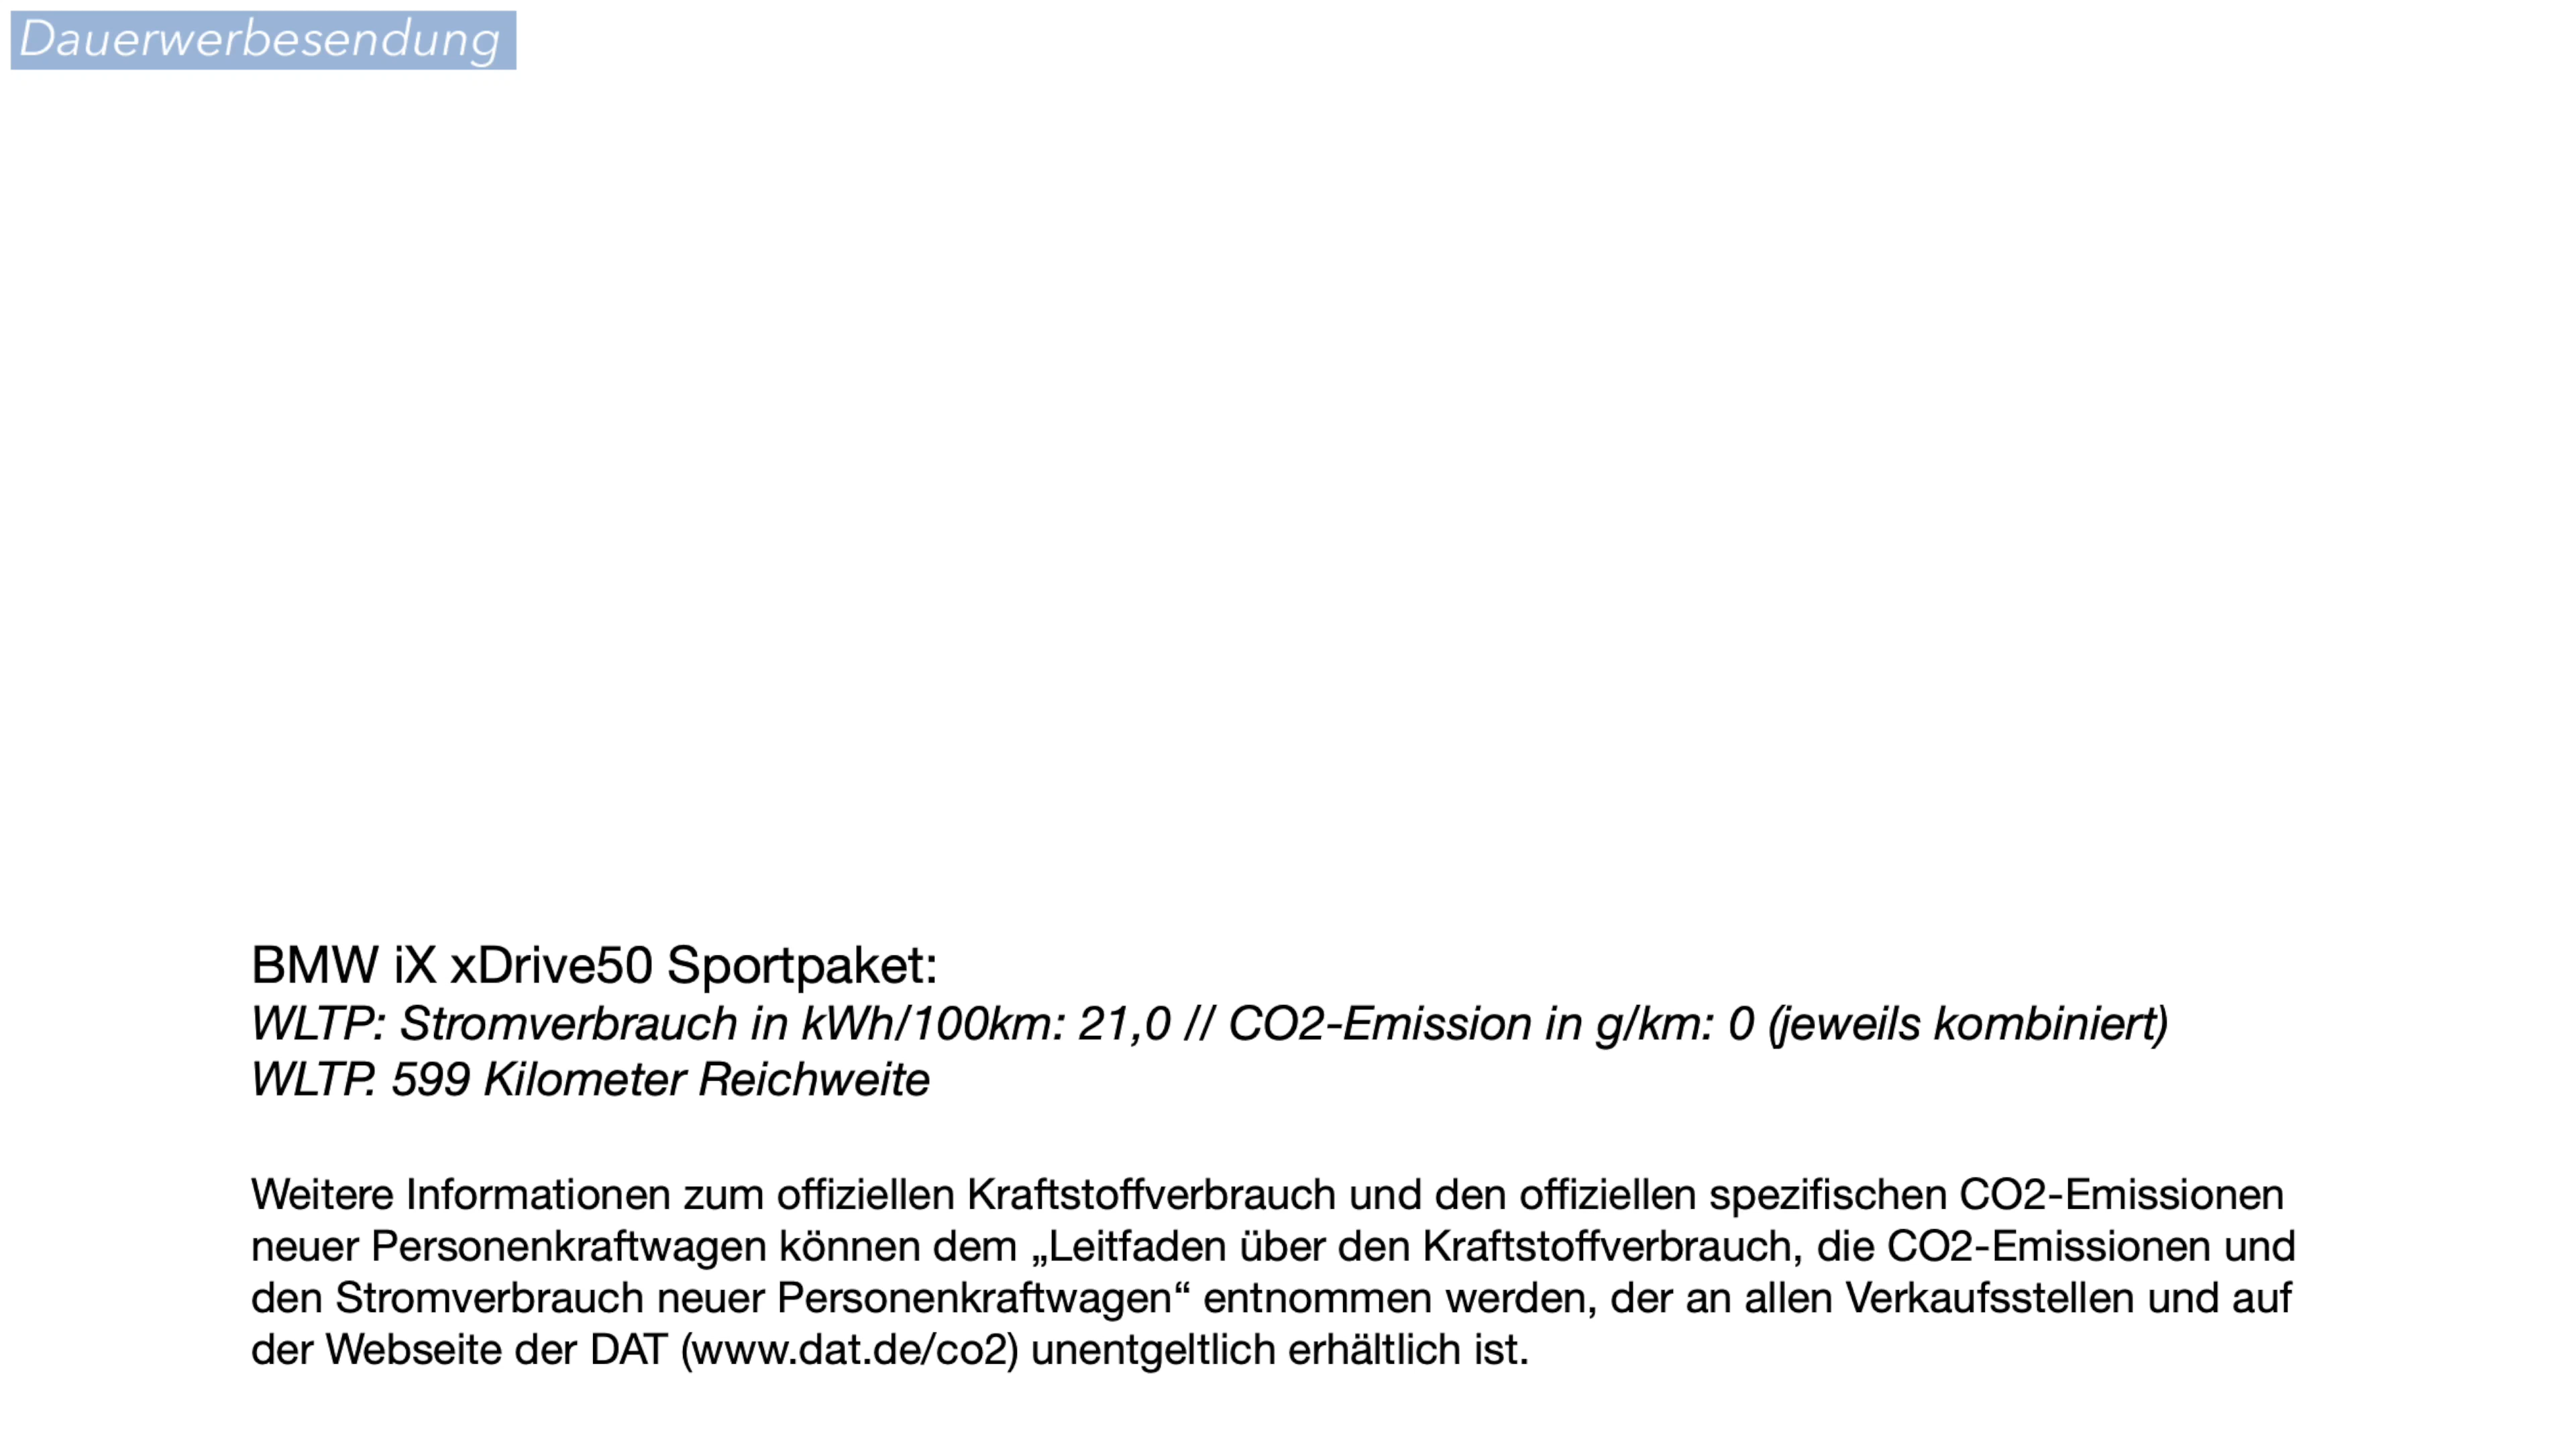 Dauerwerbesendung
BMW iX xDrive50 Sportpaket:
WLTP: Stromverbrauch in kWh/100km: 21,0 // CO2-Emission in g/km: 0 (jeweils kombiniert)
WLTP. 599 Kilometer Reichweite
Weitere Informationen zum offiziellen Kraftstoffverbrauch und den offiziellen spezifischen CO2-Emissionen
neuer Personenkraftwagen können dem „Leitfaden über den Kraftstoffverbrauch, die CO2-Emissionen und
den Stromverbrauch neuer Personenkraftwagen“ entnommen werden, der an allen Verkaufsstellen und auf
der Webseite der DAT (www.dat.de/co2) unentgeltlich erhältlich ist.